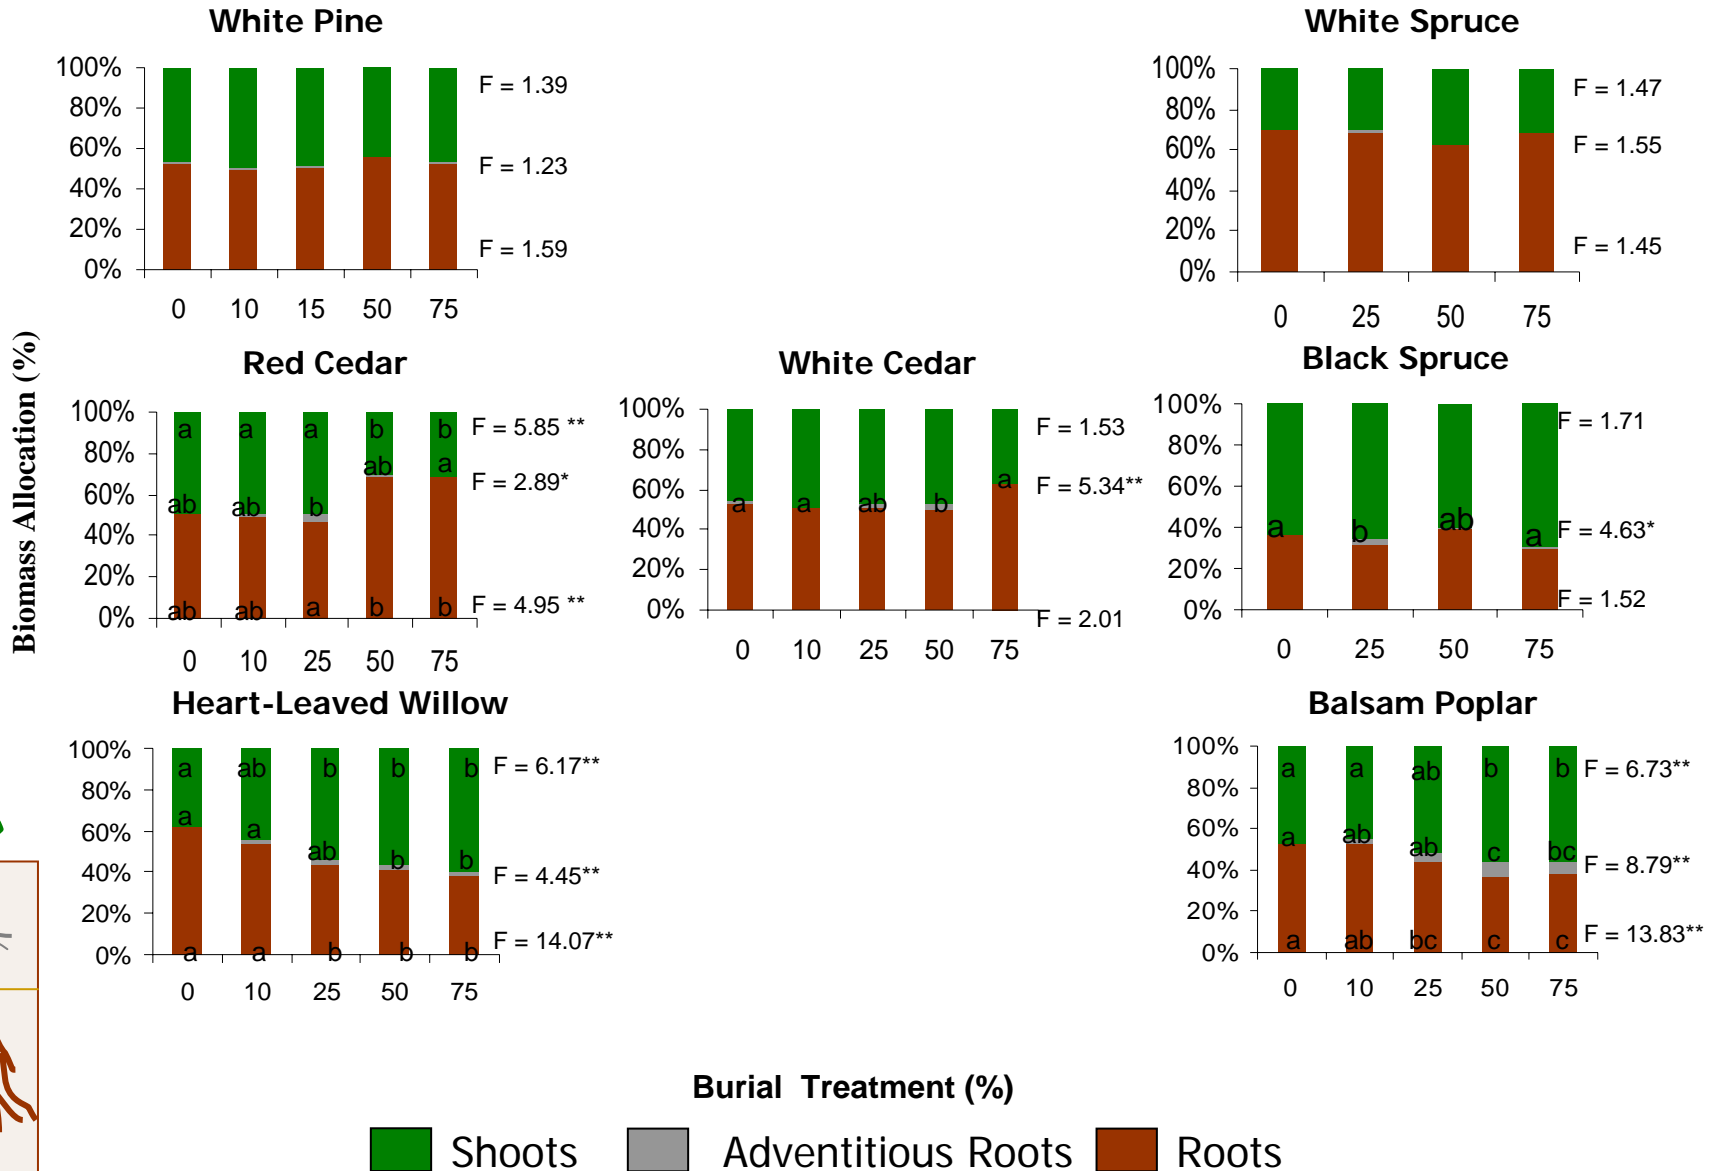 White Pine
100%
80%
60%
40%
20%
0%
F = 1.39
F = 1.23
F = 1.59
0 10 15 50 75
White Spruce
100%
80%
60%
40%
20%
0%
F = 1.47
F = 1.55
F = 1.45
0 25 50 75
Biomass Allocation (%)
Red Cedar
100%
80%
60%
40%
20%
0%
a a a b b
ab ab b ab a
ab ab a b b
F = 5.85 **
F = 2.89*
F = 4.95 **
0 10 25 50 75
White Cedar
100%
80%
60%
40%
20%
0%
a a ab b a
F = 1.53
F = 5.34**
F = 2.01
0 10 25 50 75
Black Spruce
100%
80%
60%
40%
20%
0%
a b ab a
F = 1.71
F = 4.63*
F = 1.52
0 25 50 75
Heart-Leaved Willow
100%
80%
60%
40%
20%
0%
a ab b b b
a a ab b b
a a b b b
F = 6.17**
F = 4.45**
F = 14.07**
0 10 25 50 75
Balsam Poplar
100%
80%
60%
40%
20%
0%
a a ab b b
a ab ab c bc
a ab bc c c
F = 6.73**
F = 8.79**
F = 13.83**
0 10 25 50 75
Burial Treatment (%)
Shoots Adventitious Roots Roots